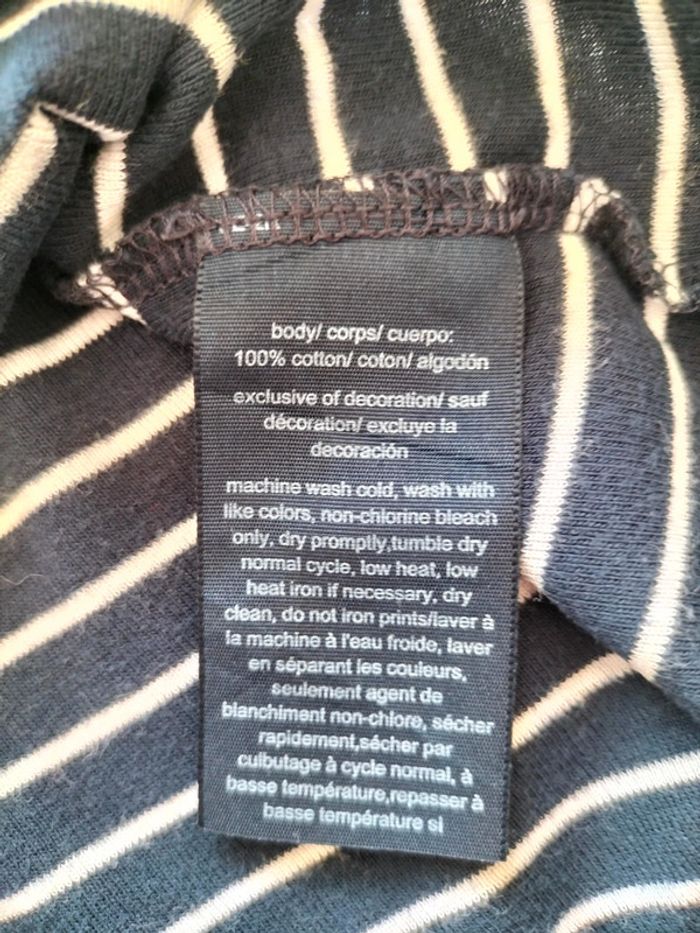 body/ corps/ cuerpo:
100% cotton/ coton/ algodón
exclusive of decoration/ sauf
décoration/ excluye la
decoración
machine wash cold, wash with
like colors, non-chlorine bleach
only, dry promptly,tumble dry
normal cycle, low heat, low
heat iron if necessary, dry
clean, do not iron prints/laver à
la machine à l'eau froide, laver
en séparant les couleurs,
seulement agent de
blanchiment non-chlore, sécher
rapidement,sécher par
culbutage à cycle normal, à
basse température,repasser à
basse température si